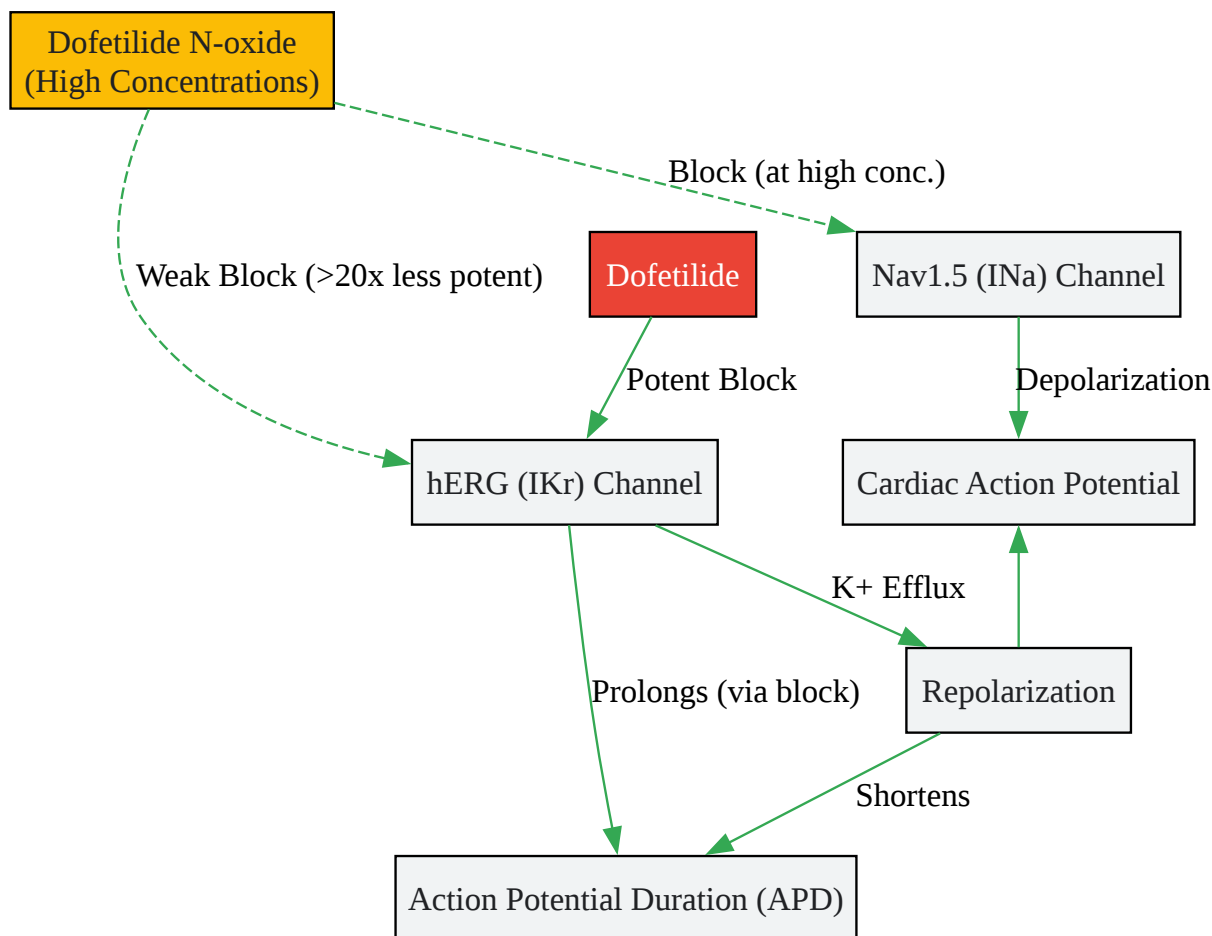 Dofetilide N-oxide
(High Concentrations)
Block (at high conc.)
Weak Block (>20x less potent)
Dofetilide
Nav1.5 (INa) Channel
Potent Block
Depolarization
hERG (IKr) Channel
Cardiac Action Potential
K+ Efflux
Prolongs (via block)
Repolarization
Shortens
Action Potential Duration (APD)